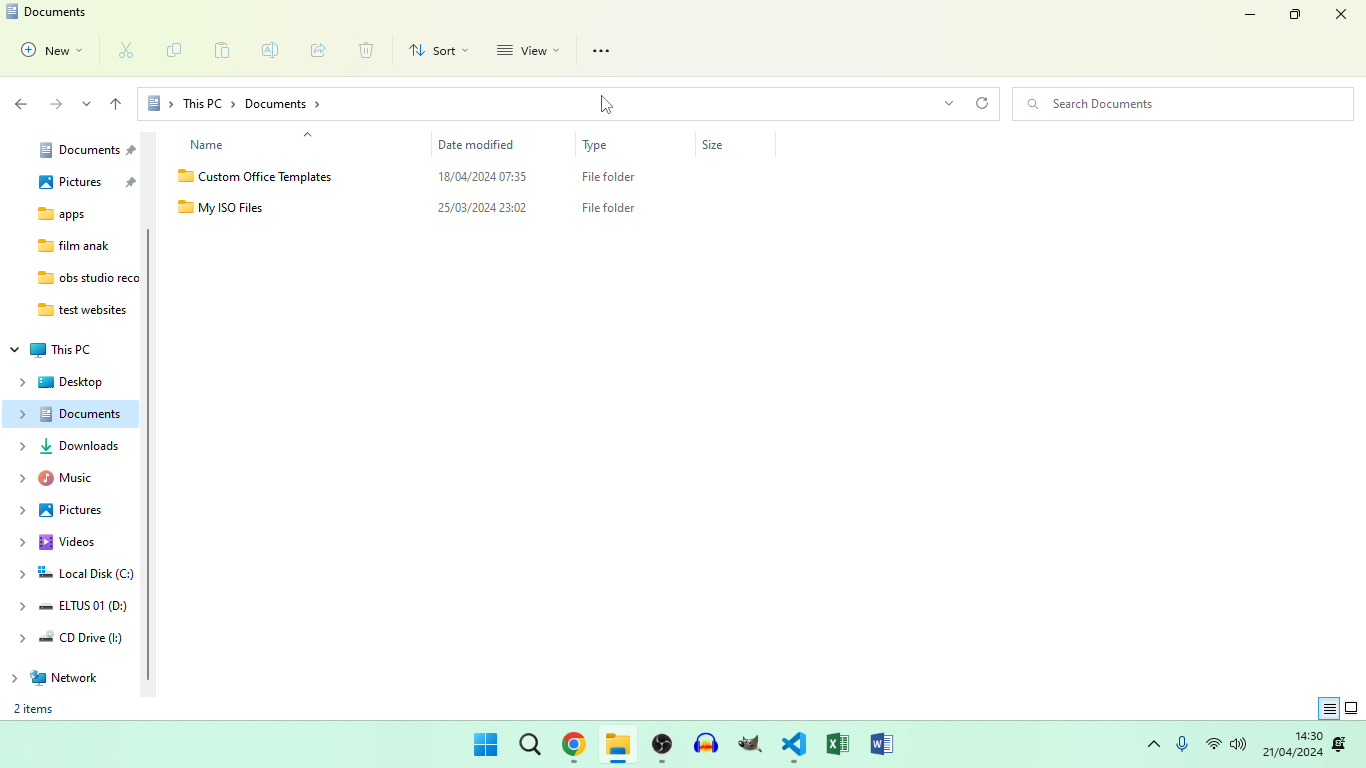 Documents
New
Sort
View
This PC
Documents
Search Documents
Name
Date modified
Type
Size
Custom Office Templates
18/04/2024 07:35
File folder
My ISO Files
25/03/2024 23:02
File folder
Documents
Pictures
apps
film anak
obs studio reco
test websites
This PC
Desktop
Documents
Downloads
Music
Pictures
Videos
Local Disk (C:)
ELTUS 01 (D:)
CD Drive (I:)
Network
2 items
14:30
21/04/2024